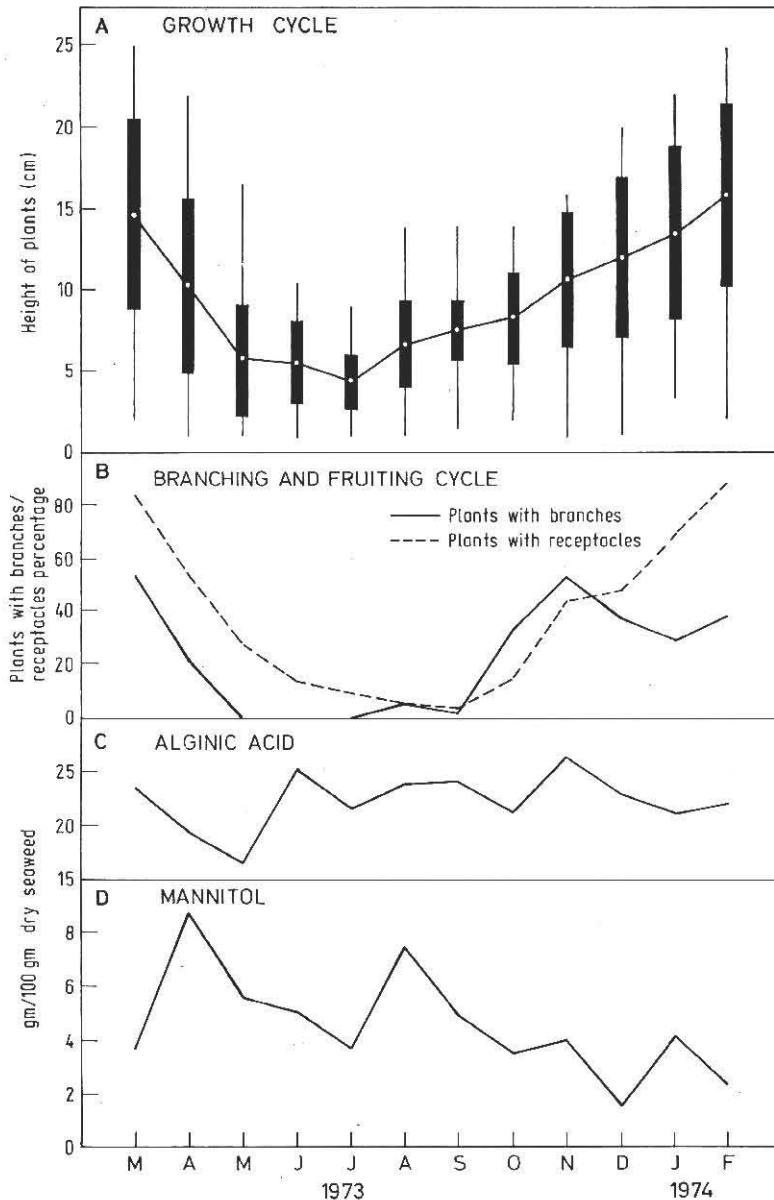 A GROWTH CYCLE
25
20
15
10
5
0
Height of plants (cm)
B BRANCHING AND FRUITING CYCLE
Plants with branches
Plants with receptacles
80
60
40
20
0
Plants with branches/
receptacles percentage
C ALGINIC ACID
25
20
15
D MANNITOL
8
6
4
2
0
gm/100 gm dry seaweed
M A M J J A S O N D J F
1973 1974